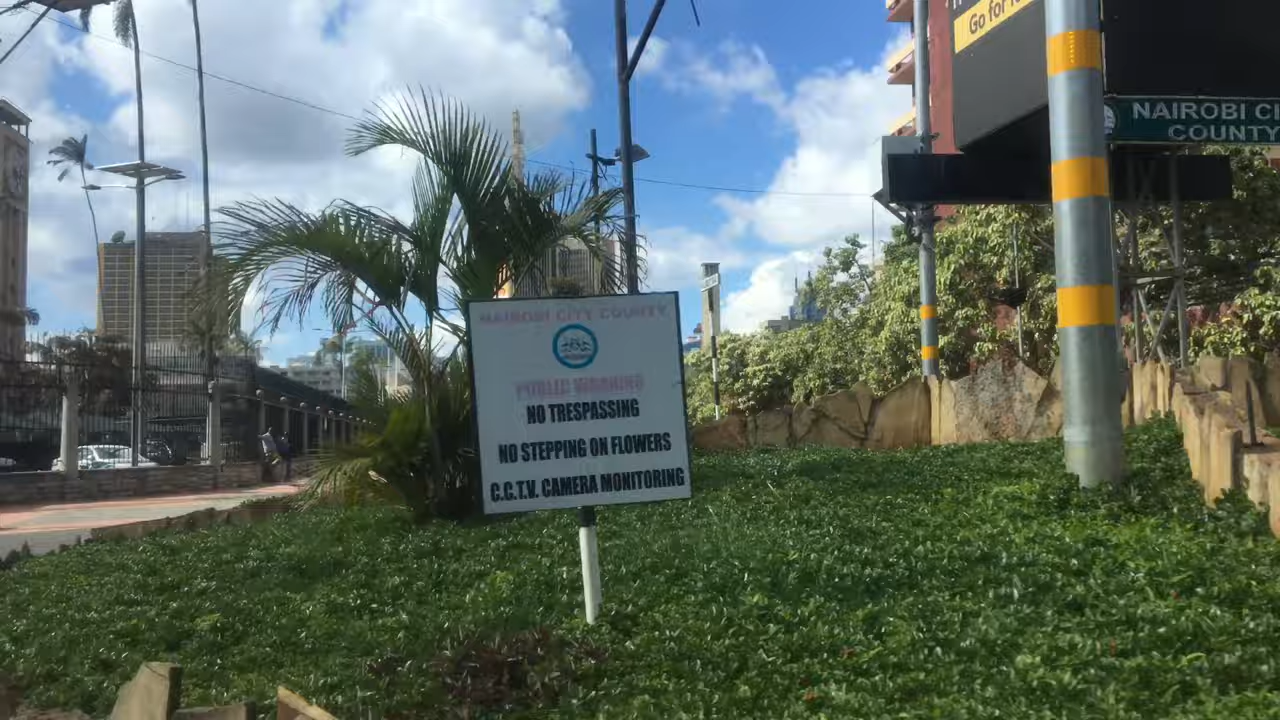 Go for
NAIROBI CI
COUNTY
NAIROBI CITY COUNTY
PUBLIC WARNING
NO TRESPASSING
NO STEPPING ON FLOWERS
C.C.T.V. CAMERA MONITORING